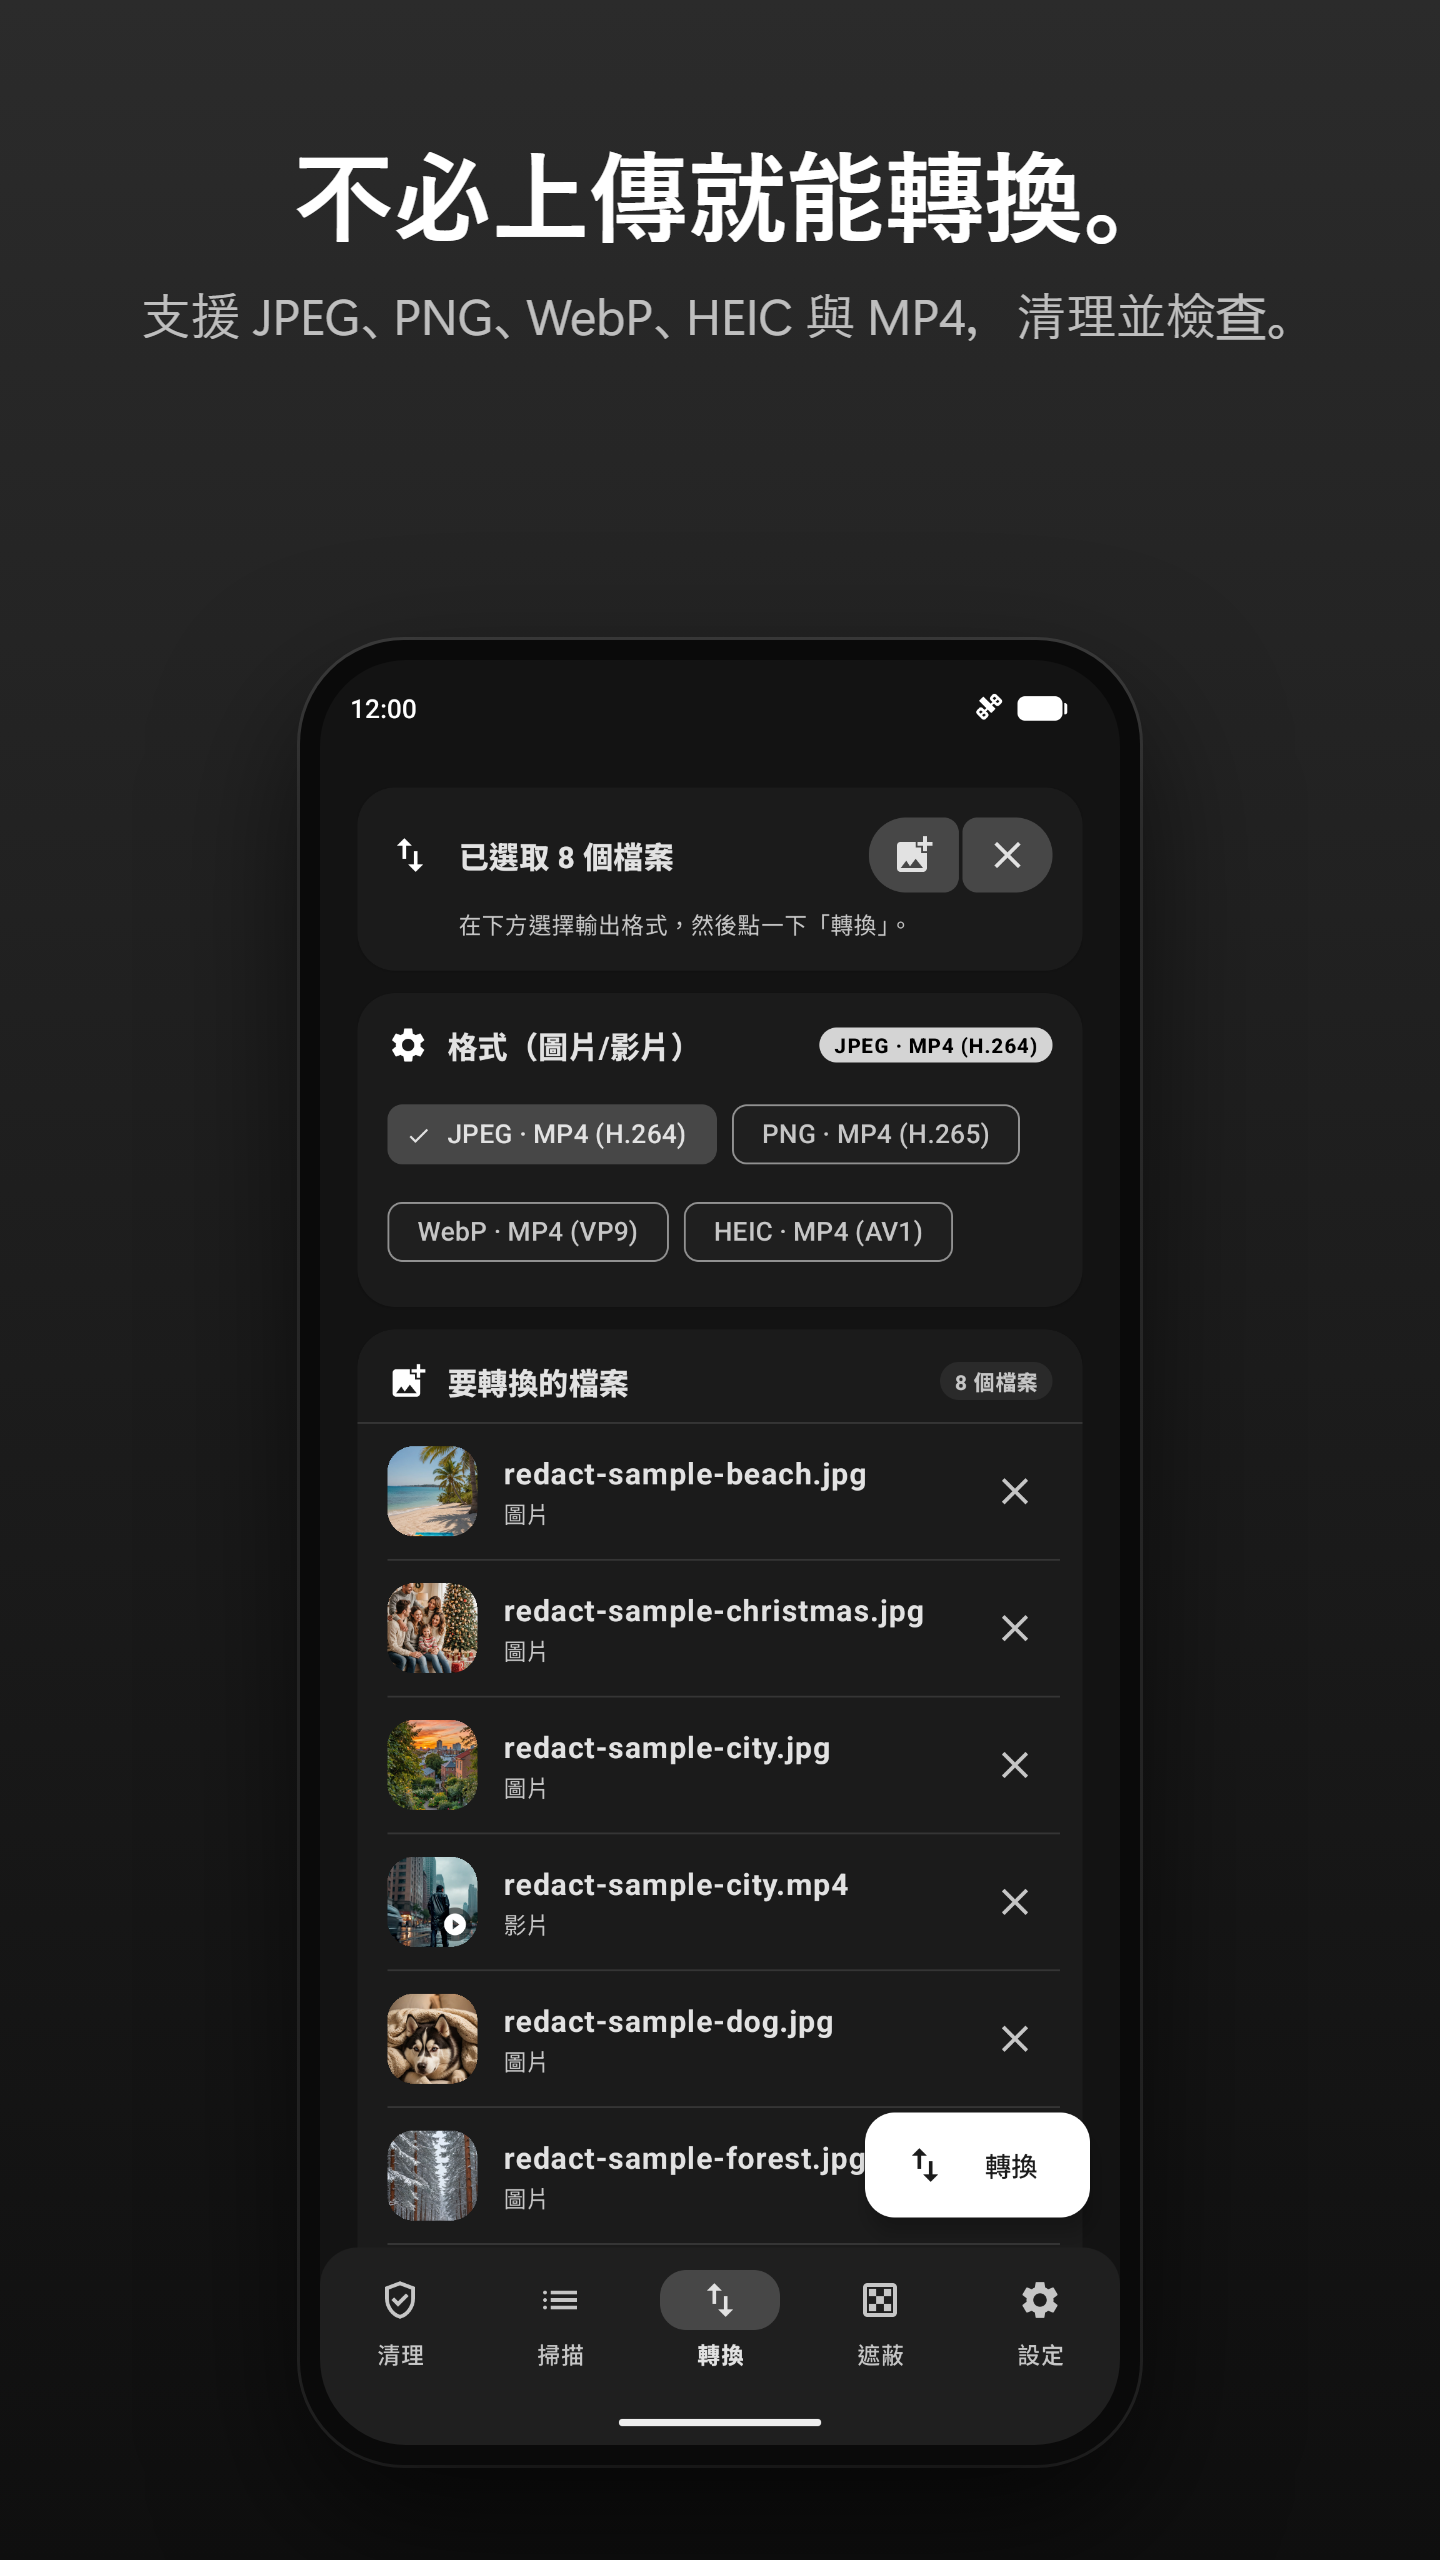 不必上傳就能轉換。
支援 JPEG、PNG、WebP、HEIC 與 MP4，清理並檢查。
12:00
已選取 8 個檔案
在下方選擇輸出格式，然後點一下「轉換」。
格式（圖片/影片）
JPEG · MP4 (H.264)
JPEG · MP4 (H.264)
PNG · MP4 (H.265)
WebP · MP4 (VP9)
HEIC · MP4 (AV1)
要轉換的檔案
8 個檔案
redact-sample-beach.jpg
圖片
redact-sample-christmas.jpg
圖片
redact-sample-city.jpg
圖片
redact-sample-city.mp4
影片
redact-sample-dog.jpg
圖片
redact-sample-forest.jpg
圖片
轉換
清理
掃描
轉換
遮蔽
設定